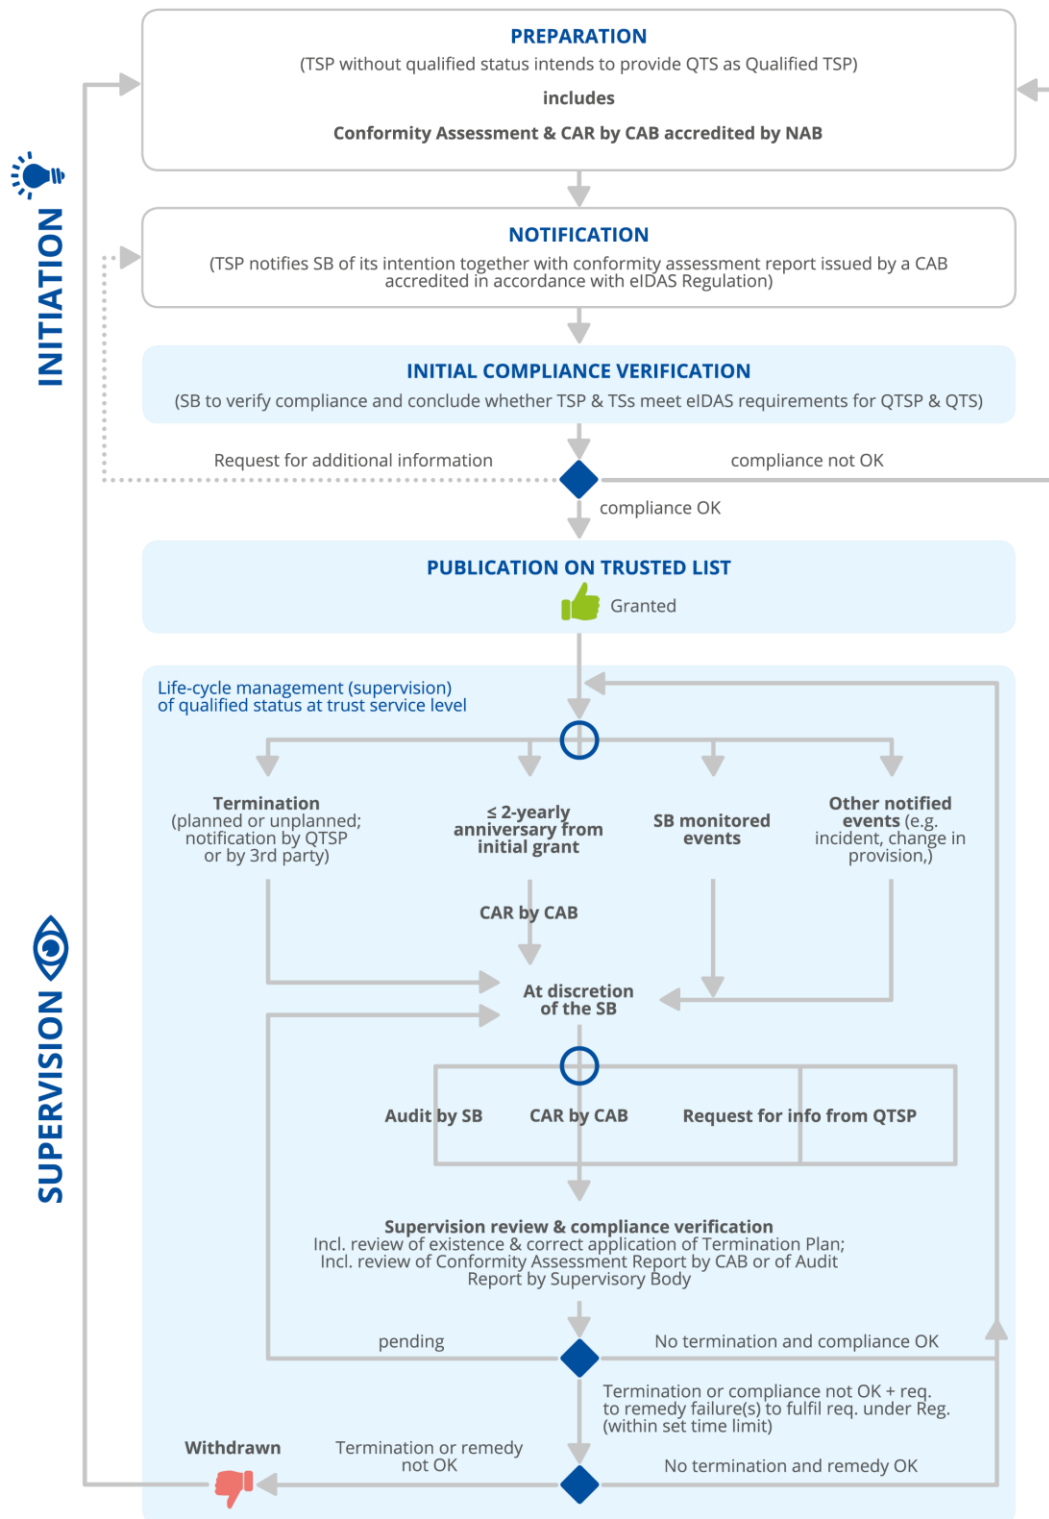 PREPARATION
(TSP without qualified status intends to provide QTS as Qualified TSP)
includes
Conformity Assessment & CAR by CAB accredited by NAB
INITIATION
NOTIFICATION
(TSP notifies SB of its intention together with conformity assessment report issued by a CAB
accredited in accordance with eIDAS Regulation)
INITIAL COMPLIANCE VERIFICATION
(SB to verify compliance and conclude whether TSP & TSs meet eIDAS requirements for QTSP & QTS)
Request for additional information
compliance not OK
compliance OK
PUBLICATION ON TRUSTED LIST
Granted
Life-cycle management (supervision)
of qualified status at trust service level
Termination
(planned or unplanned;
notification by QTSP
or by 3rd party)
≤ 2-yearly
anniversary from
initial grant
SB monitored
events
Other notified
events (e.g.
incident, change in
provision,)
CAR by CAB
SUPERVISION
At discretion
of the SB
Audit by SB
CAR by CAB
Request for info from QTSP
Supervision review & compliance verification
Incl. review of existence & correct application of Termination Plan;
Incl. review of Conformity Assessment Report by CAB or of Audit
Report by Supervisory Body
pending
No termination and compliance OK
Termination or compliance not OK + req.
to remedy failure(s) to fulfil req. under Reg.
(within set time limit)
Withdrawn
Termination or remedy
not OK
No termination and remedy OK